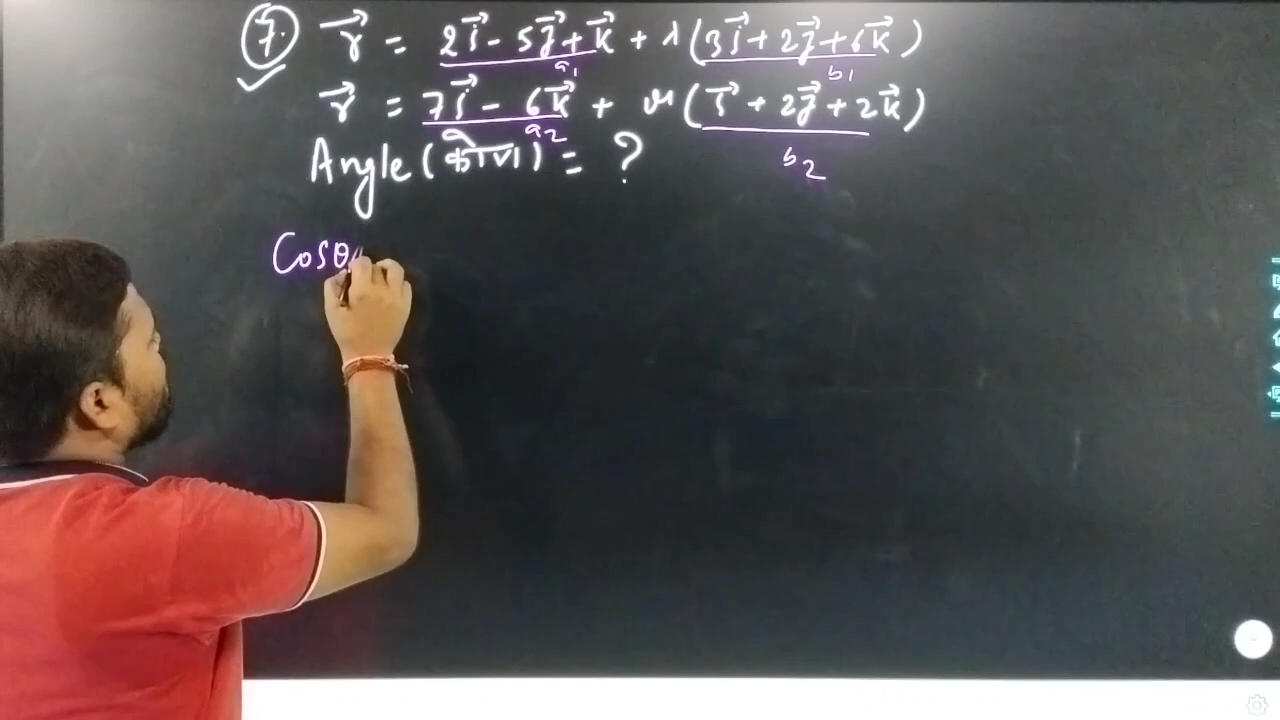 7. r⃗ = 2i⃗ - 5j⃗ + k⃗ + λ(3i⃗ + 2j⃗ + 6k⃗)
a₁ b₁
r⃗ = 7i⃗ - 6k⃗ + μ(i⃗ + 2j⃗ + 2k⃗)
a₂ b₂
Angle (कोण) = ?
Cosθ